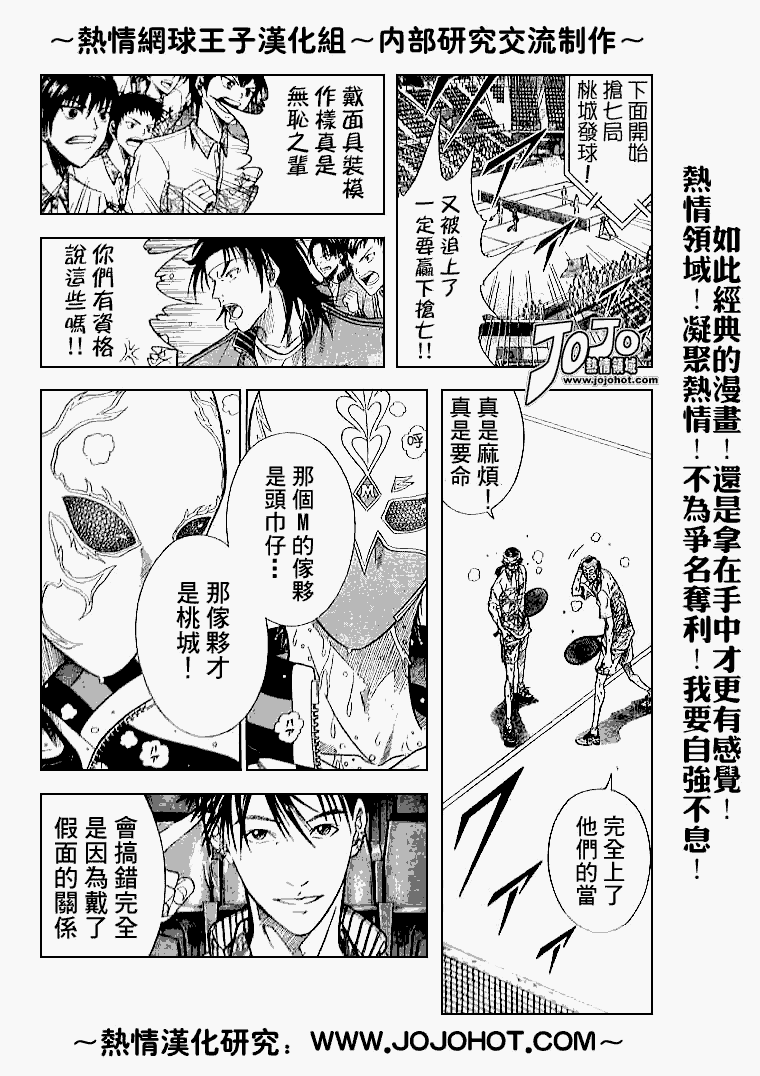 ～熱情網球王子漢化組～内部研究交流制作～
下面開始
搶七局
桃城發球！
又被追上了
一定要贏下搶七！！
戴面具裝模
作樣真是
無恥之輩
你們有資格
說這些嗎！！
JOJO
熱情領域
www.jojohot.com
真是麻煩！
真是要命
完全上了
他們的當
呼
M
那個M的傢夥
是頭巾仔…
那傢夥才
是桃城！
會搞錯完全
是因為戴了
假面的關係
如此經典的漫畫！還是拿在手中才更有感覺！
熱情領域！凝聚熱情！不為爭名奪利！我要自強不息！
～熱情漢化研究：WWW.JOJOHOT.COM～